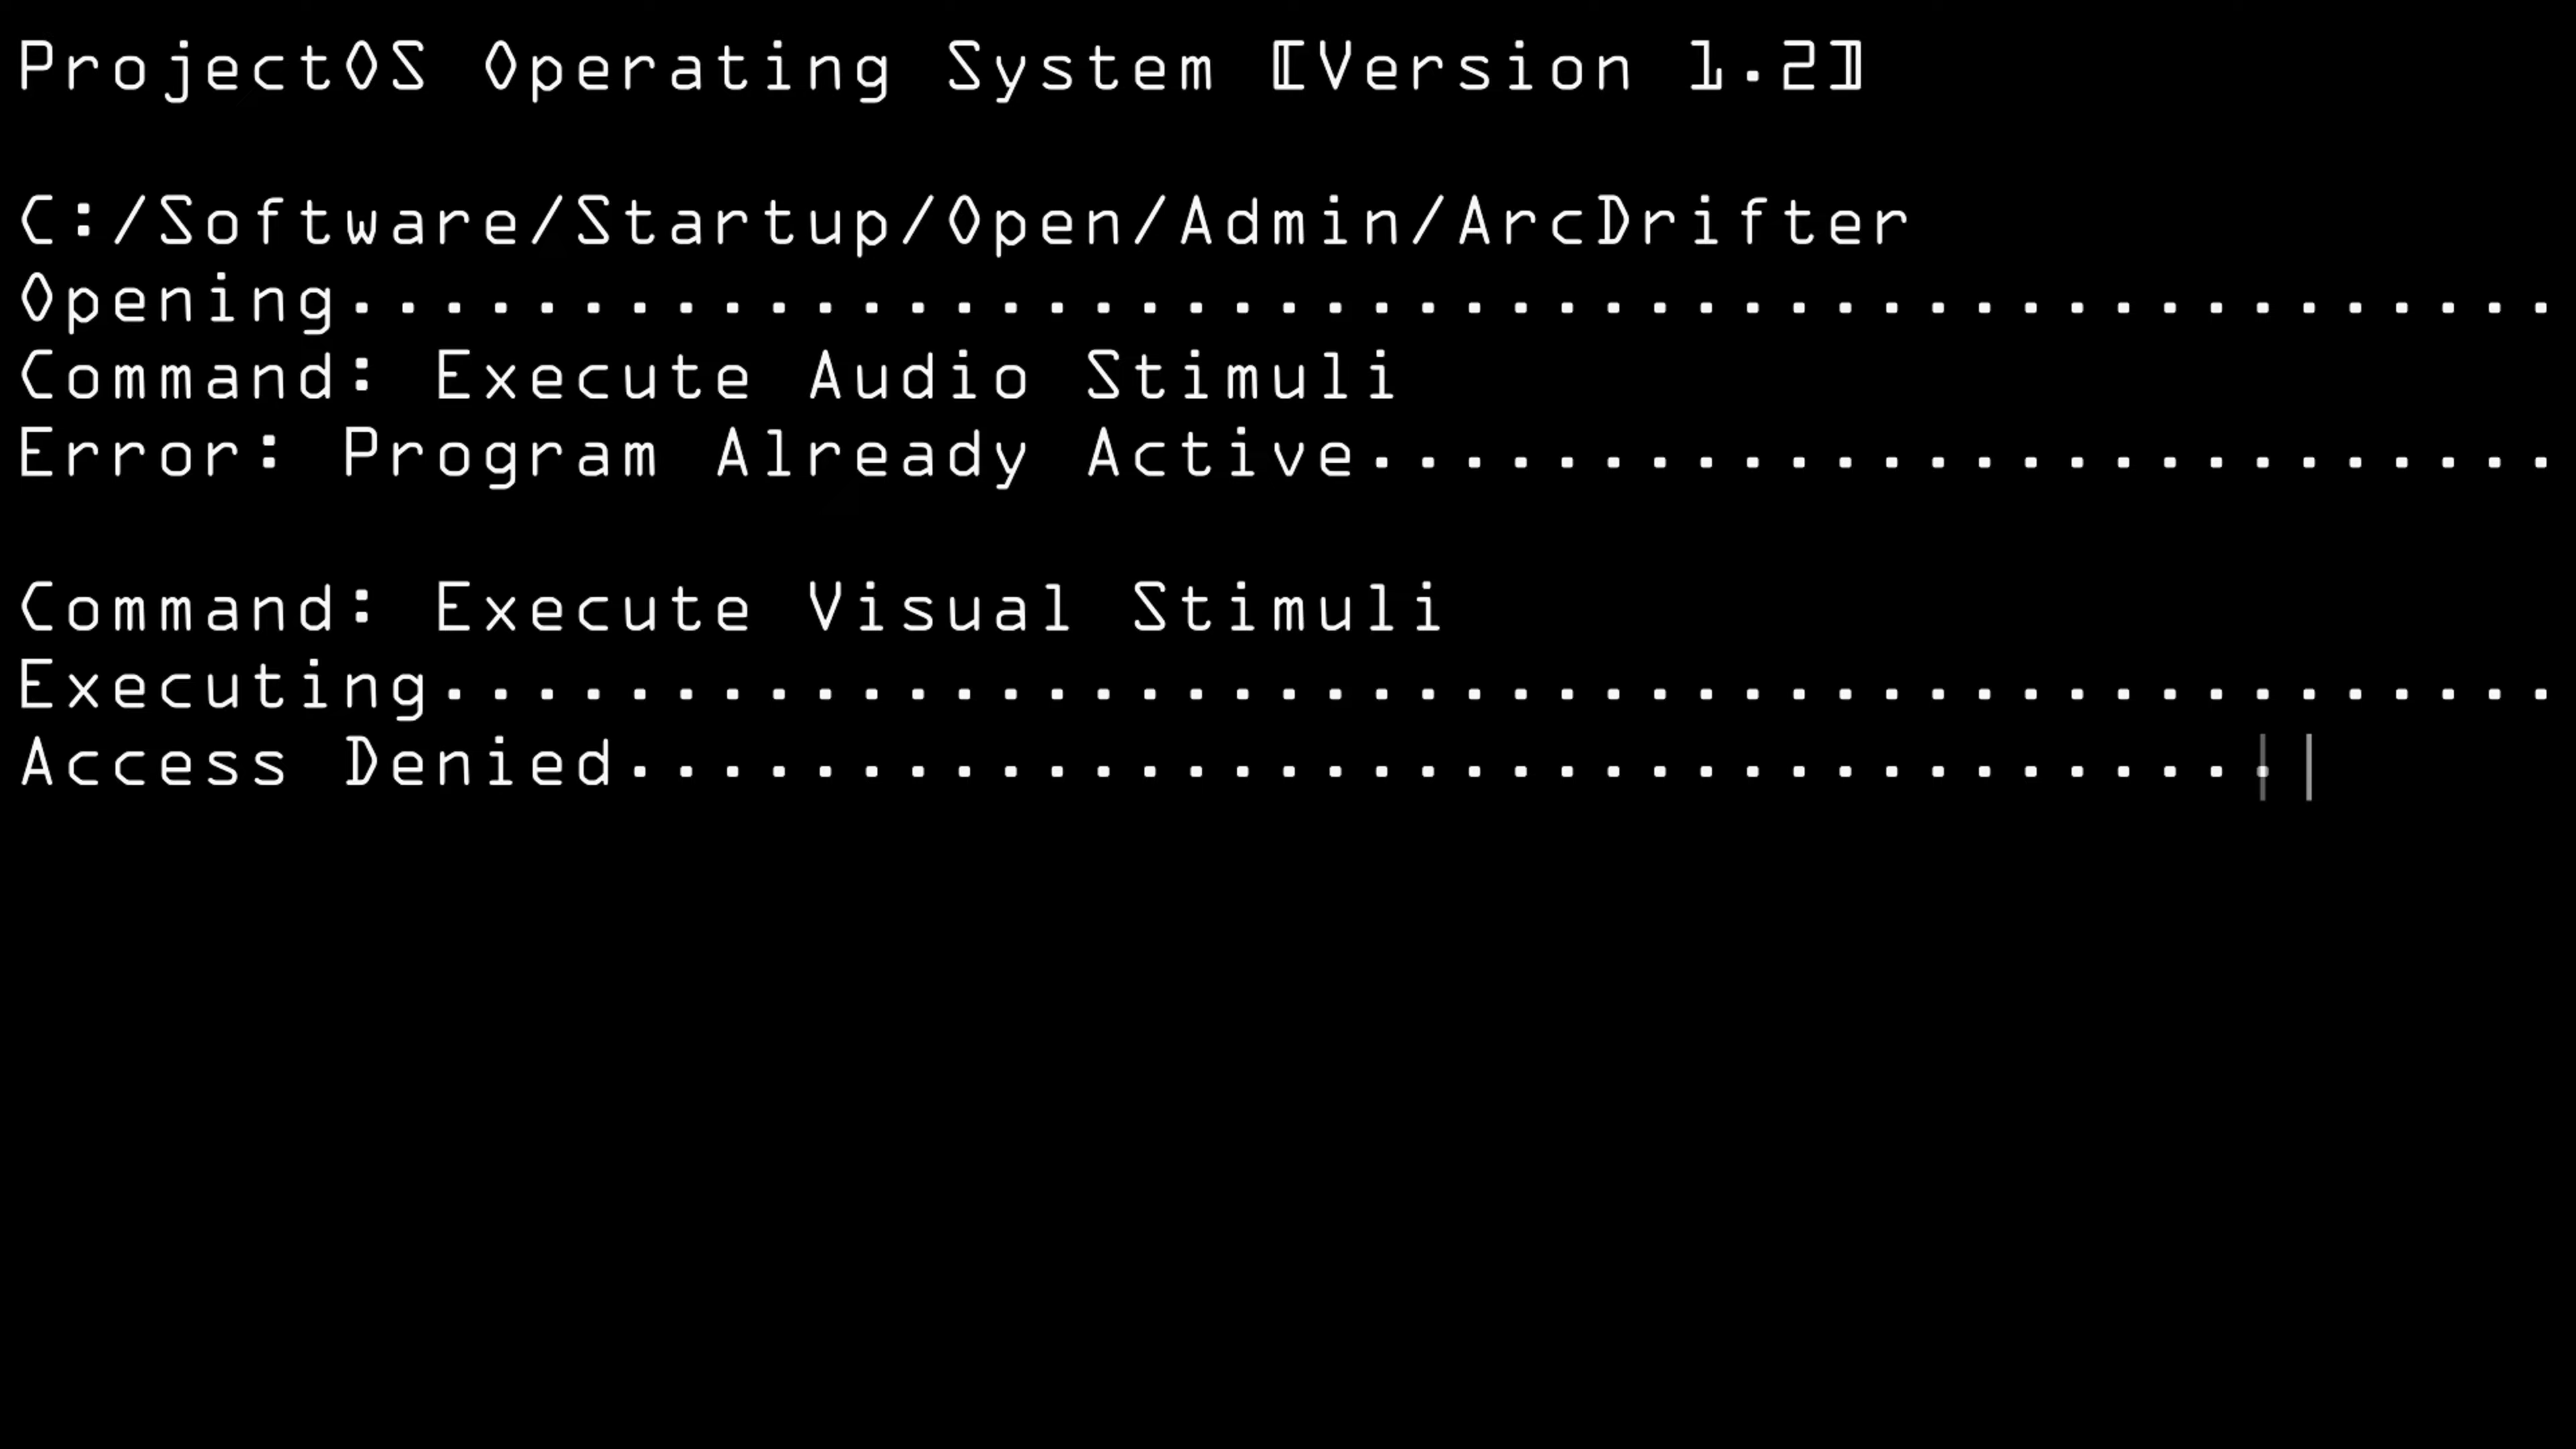 ProjectOS Operating System [Version 1.2]
C:/Software/Startup/Open/Admin/ArcDrifter
Opening................................................
Command: Execute Audio Stimuli
Error: Program Already Active..........................
Command: Execute Visual Stimuli
Executing..............................................
Access Denied....................................